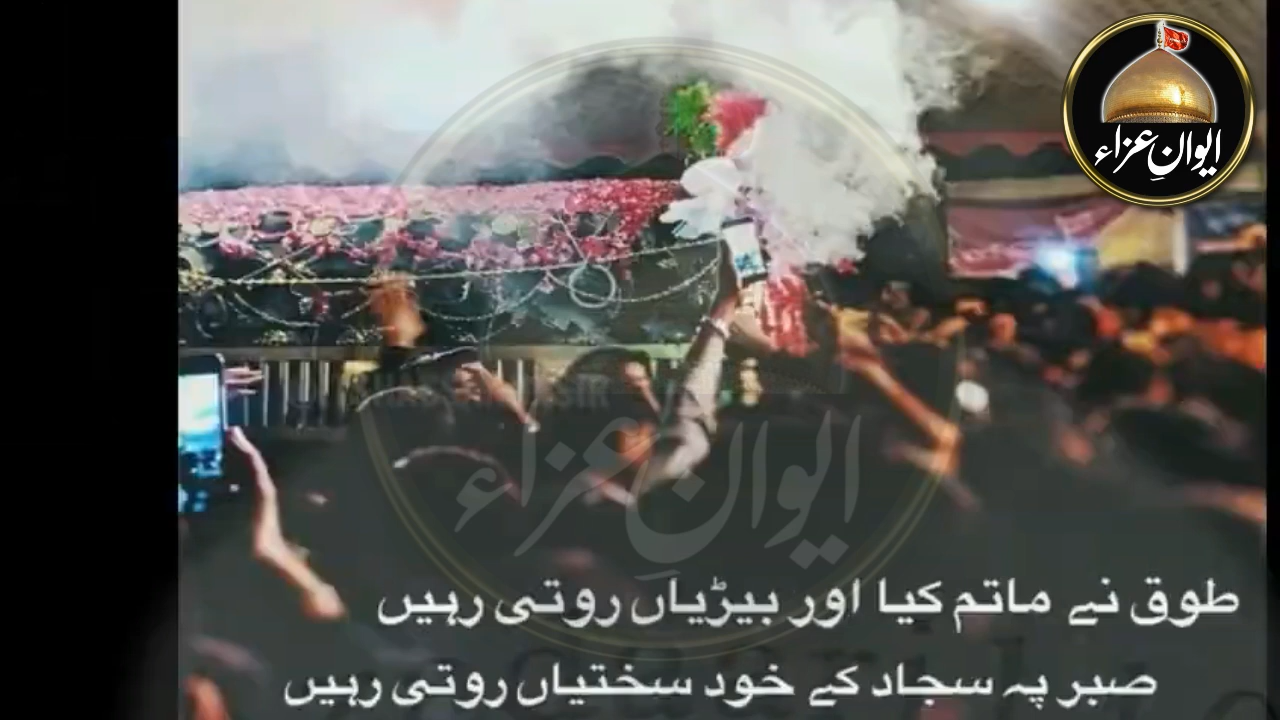 ایوانِ عزاء
ایوانِ عزاء
طوق نے ماتم کیا اور بیڑیاں روتی رہیں
صبر پہ سجاد کے خود سختیاں روتی رہیں